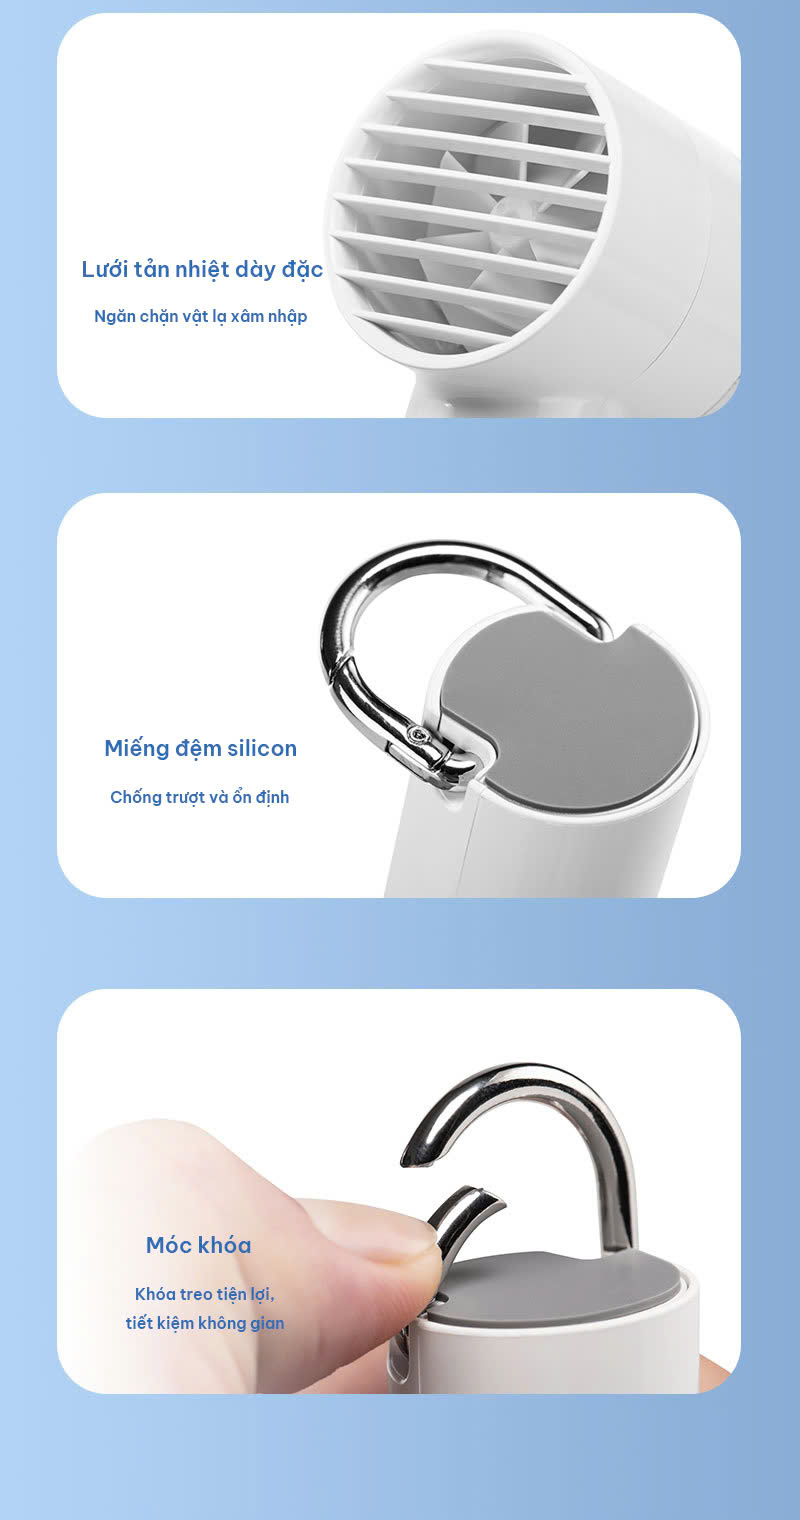 Lưới tản nhiệt dày đặc
Ngăn chặn vật lạ xâm nhập
Miếng đệm silicon
Chống trượt và ổn định
Móc khóa
Khóa treo tiện lợi,
tiết kiệm không gian